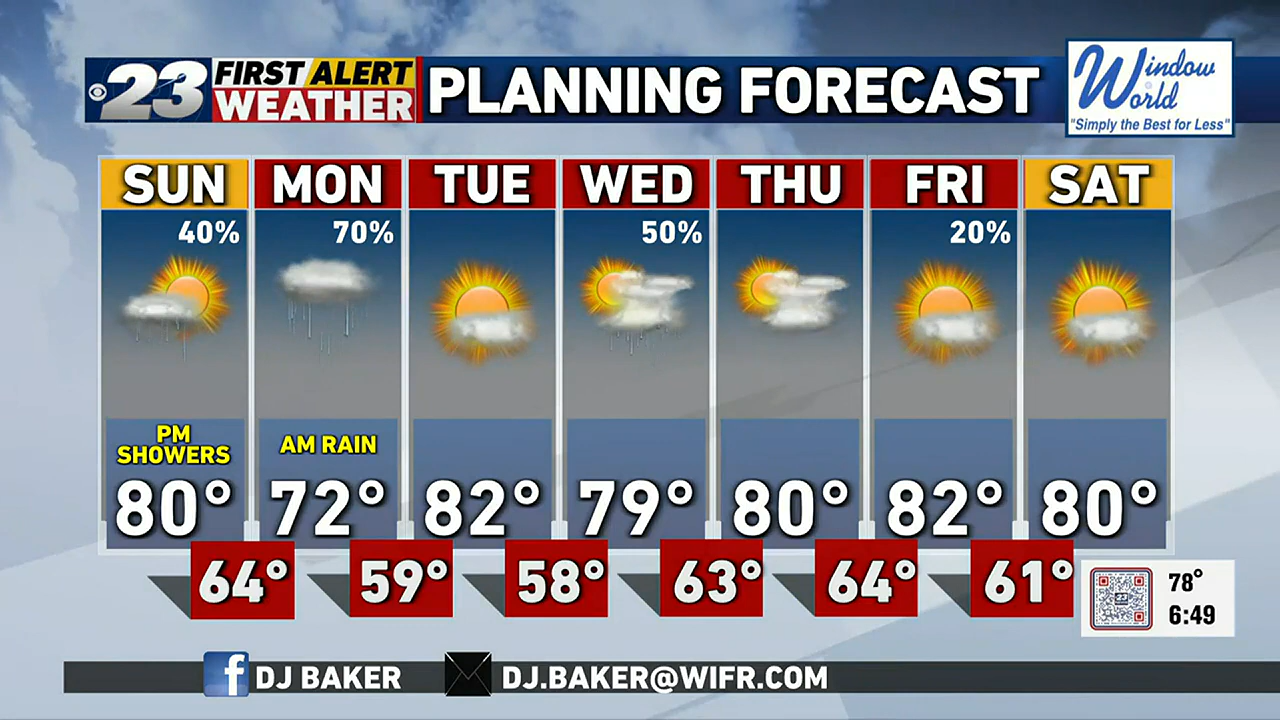 23 FIRST ALERT WEATHER
PLANNING FORECAST
Window World
"Simply the Best for Less"
SUN MON TUE WED THU FRI SAT
40% 70% 50% 20%
PM SHOWERS
AM RAIN
80° 72° 82° 79° 80° 82° 80°
64° 59° 58° 63° 64° 61°
78°
6:49
DJ BAKER DJ.BAKER@WIFR.COM